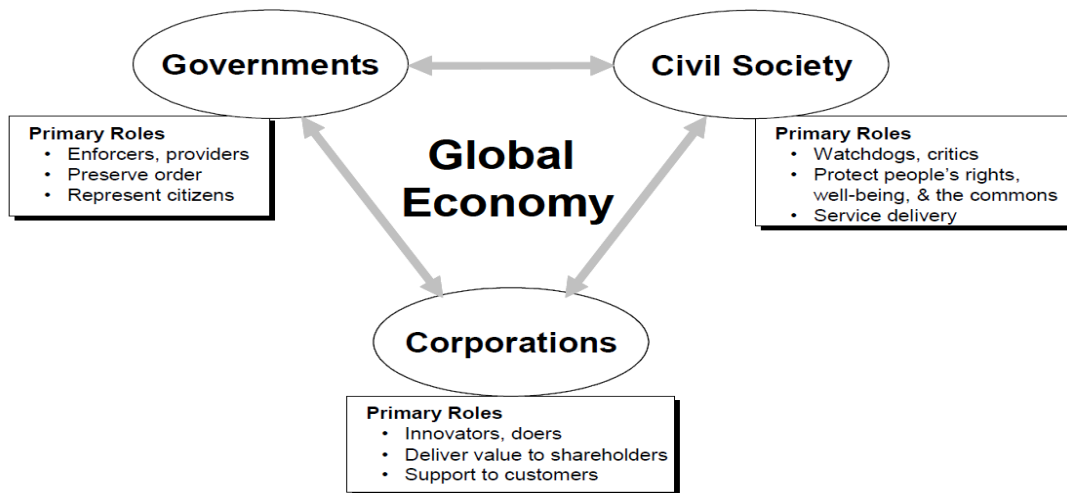 Governments
Civil Society
Primary Roles
• Enforcers, providers
• Preserve order
• Represent citizens
Global
Economy
Primary Roles
• Watchdogs, critics
• Protect people's rights,
well-being, & the commons
• Service delivery
Corporations
Primary Roles
• Innovators, doers
• Deliver value to shareholders
• Support to customers